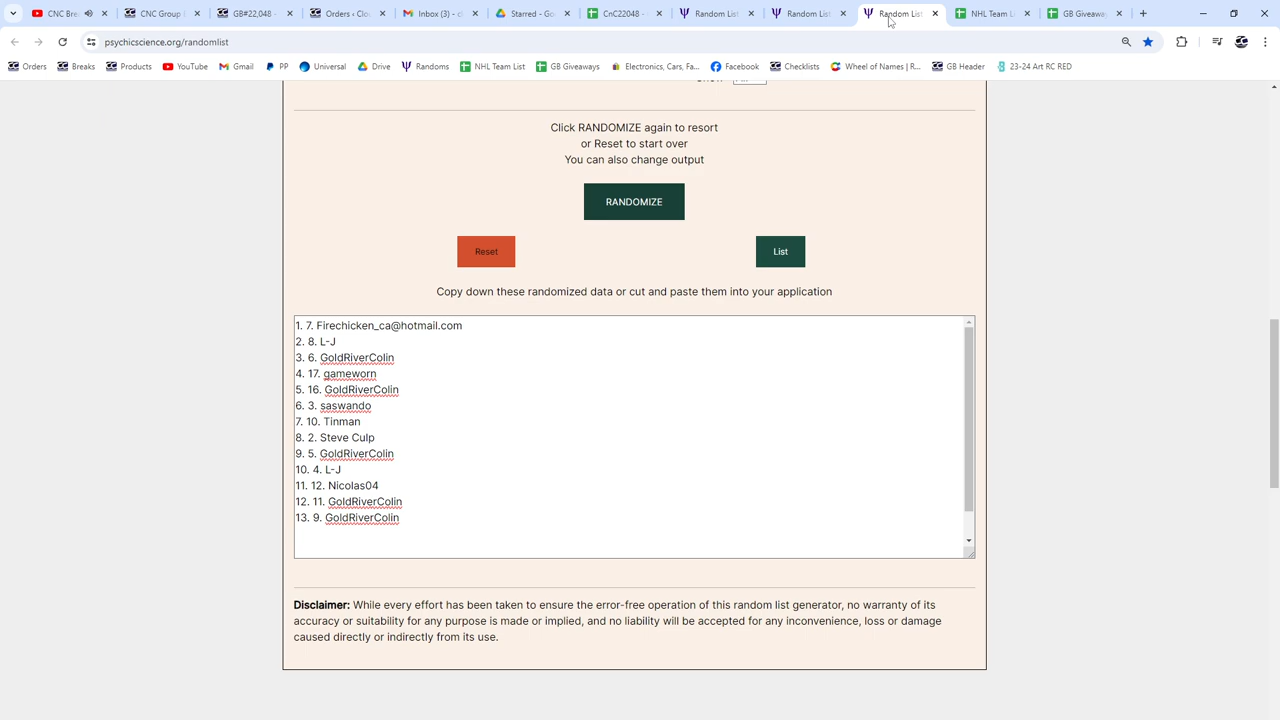 CNC Bre
CNC Group
GB#22,048 -
Orders · Clo
Inbox (3) - c
Starred - Go
CnC22048 -
Random List
Random List
Random List
NHL Team L
GB Giveawa
psychicscience.org/randomlist
Orders
Breaks
Products
YouTube
Gmail
PP
Universal
Drive
Randoms
NHL Team List
GB Giveaways
Electronics, Cars, Fa...
Facebook
Checklists
Wheel of Names | R...
GB Header
23-24 Art RC RED
Click RANDOMIZE again to resort
or Reset to start over
You can also change output
RANDOMIZE
Reset
List
Copy down these randomized data or cut and paste them into your application
1. 7. Firechicken_ca@hotmail.com
2. 8. L-J
3. 6. GoldRiverColin
4. 17. gameworn
5. 16. GoldRiverColin
6. 3. saswando
7. 10. Tinman
8. 2. Steve Culp
9. 5. GoldRiverColin
10. 4. L-J
11. 12. Nicolas04
12. 11. GoldRiverColin
13. 9. GoldRiverColin
Disclaimer: While every effort has been taken to ensure the error-free operation of this random list generator, no warranty of its
accuracy or suitability for any purpose is made or implied, and no liability will be accepted for any inconvenience, loss or damage
caused directly or indirectly from its use.